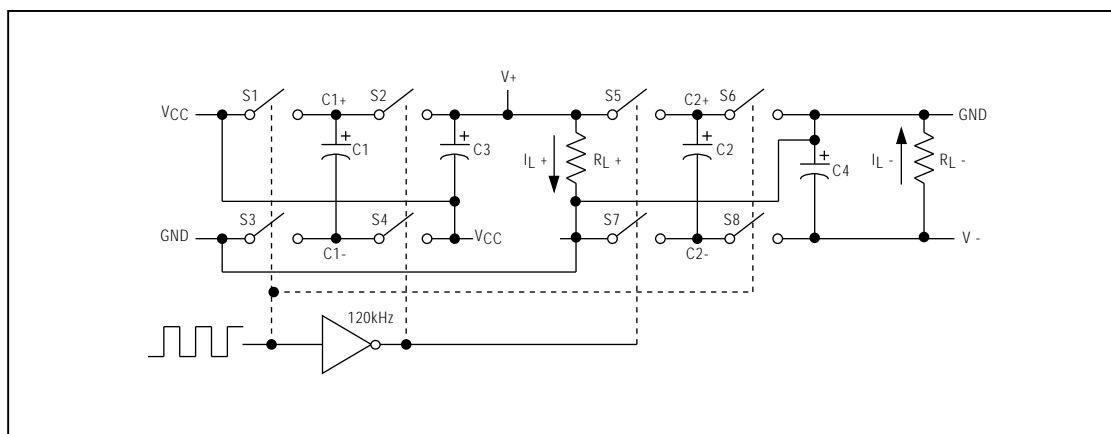 V+
S1
C1+
S2
S5
C2+
S6
VCC
GND
+
C1
+
C3
IL +
RL +
+
C2
+
C4
IL -
RL -
GND
S3
S4
VCC
S7
S8
V -
C1-
C2-
120kHz